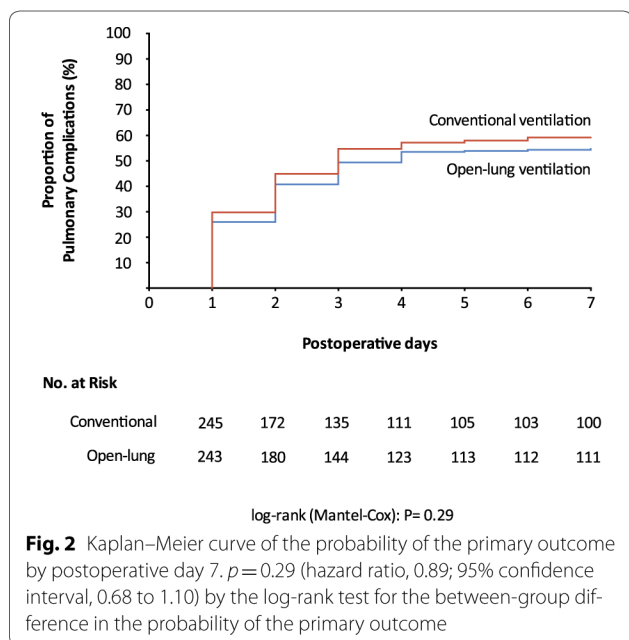 100
90
80
70
60
50
40
30
20
10
Proportion of
Pulmonary Complications (%)
Conventional ventilation
Open-lung ventilation
0 1 2 3 4 5 6 7
Postoperative days
No. at Risk
Conventional 245 172 135 111 105 103 100
Open-lung 243 180 144 123 113 112 111
log-rank (Mantel-Cox): P= 0.29
Fig. 2 Kaplan–Meier curve of the probability of the primary outcome
by postoperative day 7. p = 0.29 (hazard ratio, 0.89; 95% confidence
interval, 0.68 to 1.10) by the log-rank test for the between-group dif-
ference in the probability of the primary outcome